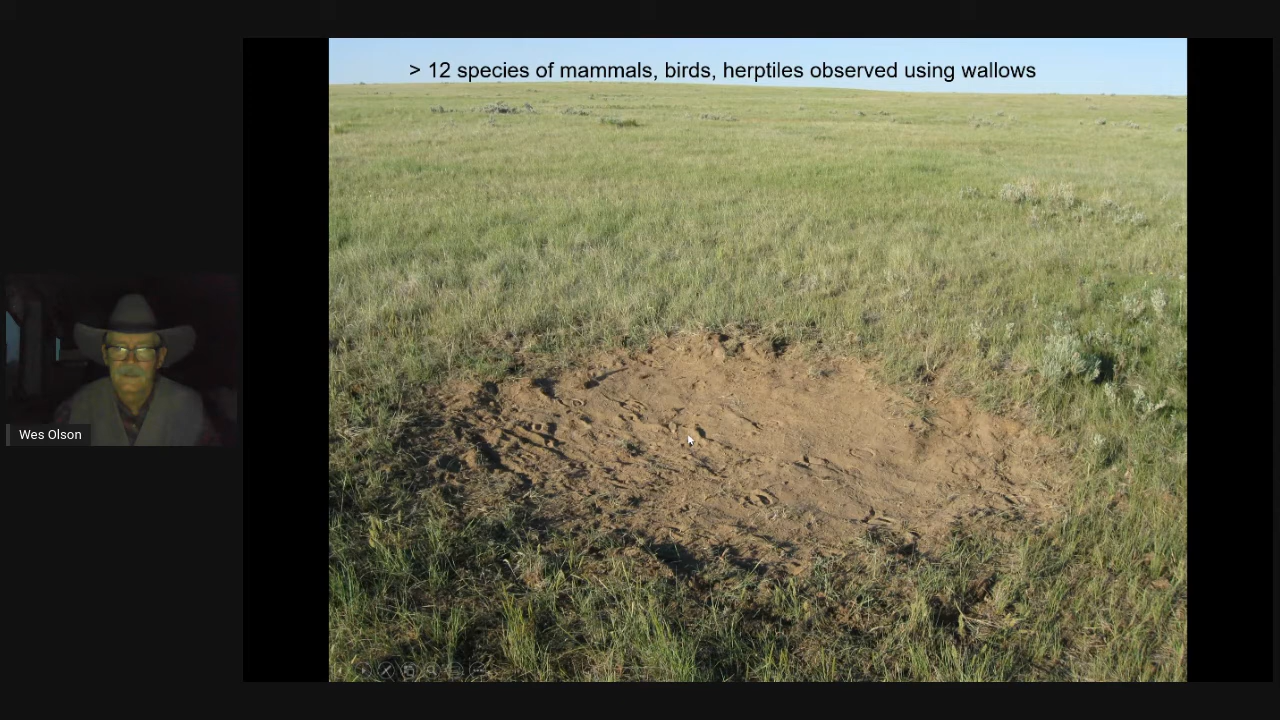 > 12 species of mammals, birds, herptiles observed using wallows
Wes Olson